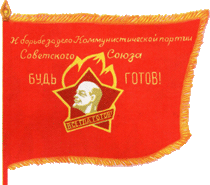 К борьбе за дело Коммунистической партии
Советского Союза
БУДЬ ГОТОВ!
ВСЕГДА ГОТОВ!